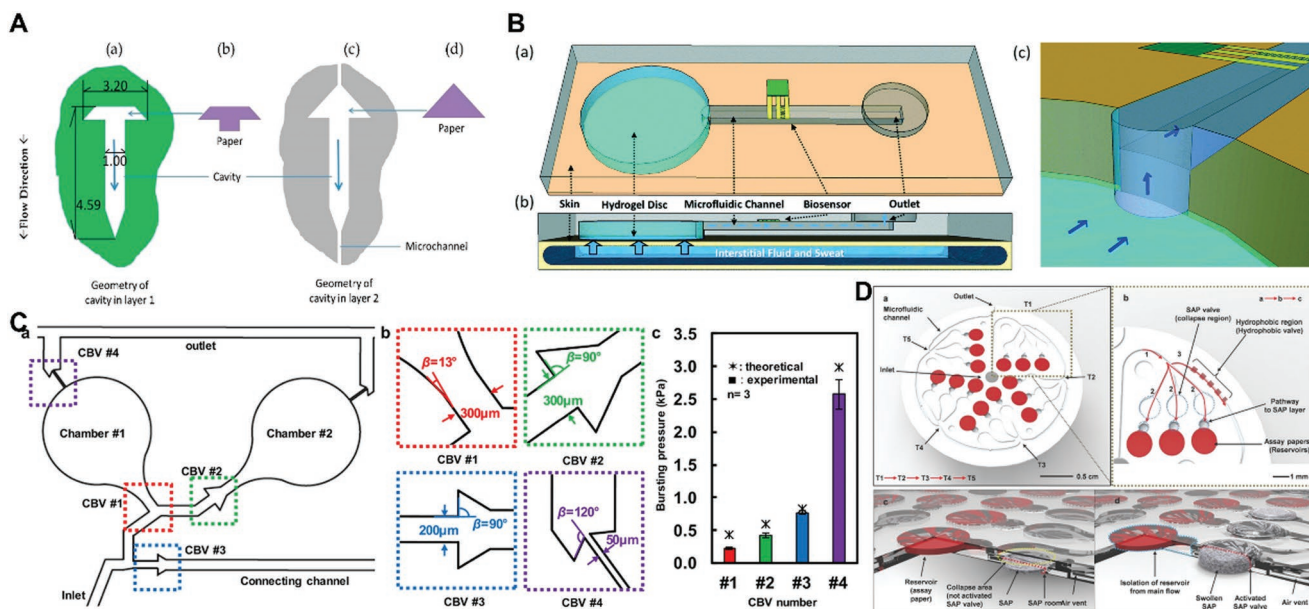 A
(a)
(b)
(c)
(d)
3.20
1.00
4.59
Flow Direction
Paper
Paper
Cavity
Microchannel
Geometry of
cavity in layer 1
Geometry of
cavity in layer 2
B
(a)
(b)
Skin
Hydrogel Disc
Microfluidic Channel
Biosensor
Outlet
Interstitial Fluid and Sweat
(c)
C
a
CBV #4
outlet
Chamber #1
Chamber #2
CBV #2
CBV #1
CBV #3
Inlet
Connecting channel
b
β=13°
300μm
CBV #1
β=90°
300μm
CBV #2
200μm
β=90°
CBV #3
β=120°
50μm
CBV #4
c
Bursting pressure (kPa)
3.5
3.0
2.5
2.0
1.5
1.0
0.5
0
: theoretical
: experimental
n= 3
#1
#2
#3
#4
CBV number
D
a
Outlet
T1
Microfluidic
channel
T5
Inlet
T2
T4
T3
T1→T2→T3→T4→T5
0.5 cm
b
a→b→c
SAP valve
(collapse region)
Hydrophobic region
(Hydrophobic valve)
1
3
2
2
2
Pathway
to SAP layer
Assay papers
(Reservoirs)
1 mm
c
Reservoir
(assay paper)
Collapse area
(not activated
SAP valve)
SAP
SAP room
Air vent
d
Isolation of reservoir
from main flow
Swollen
SAP
Activated
SAP valve
Air vent